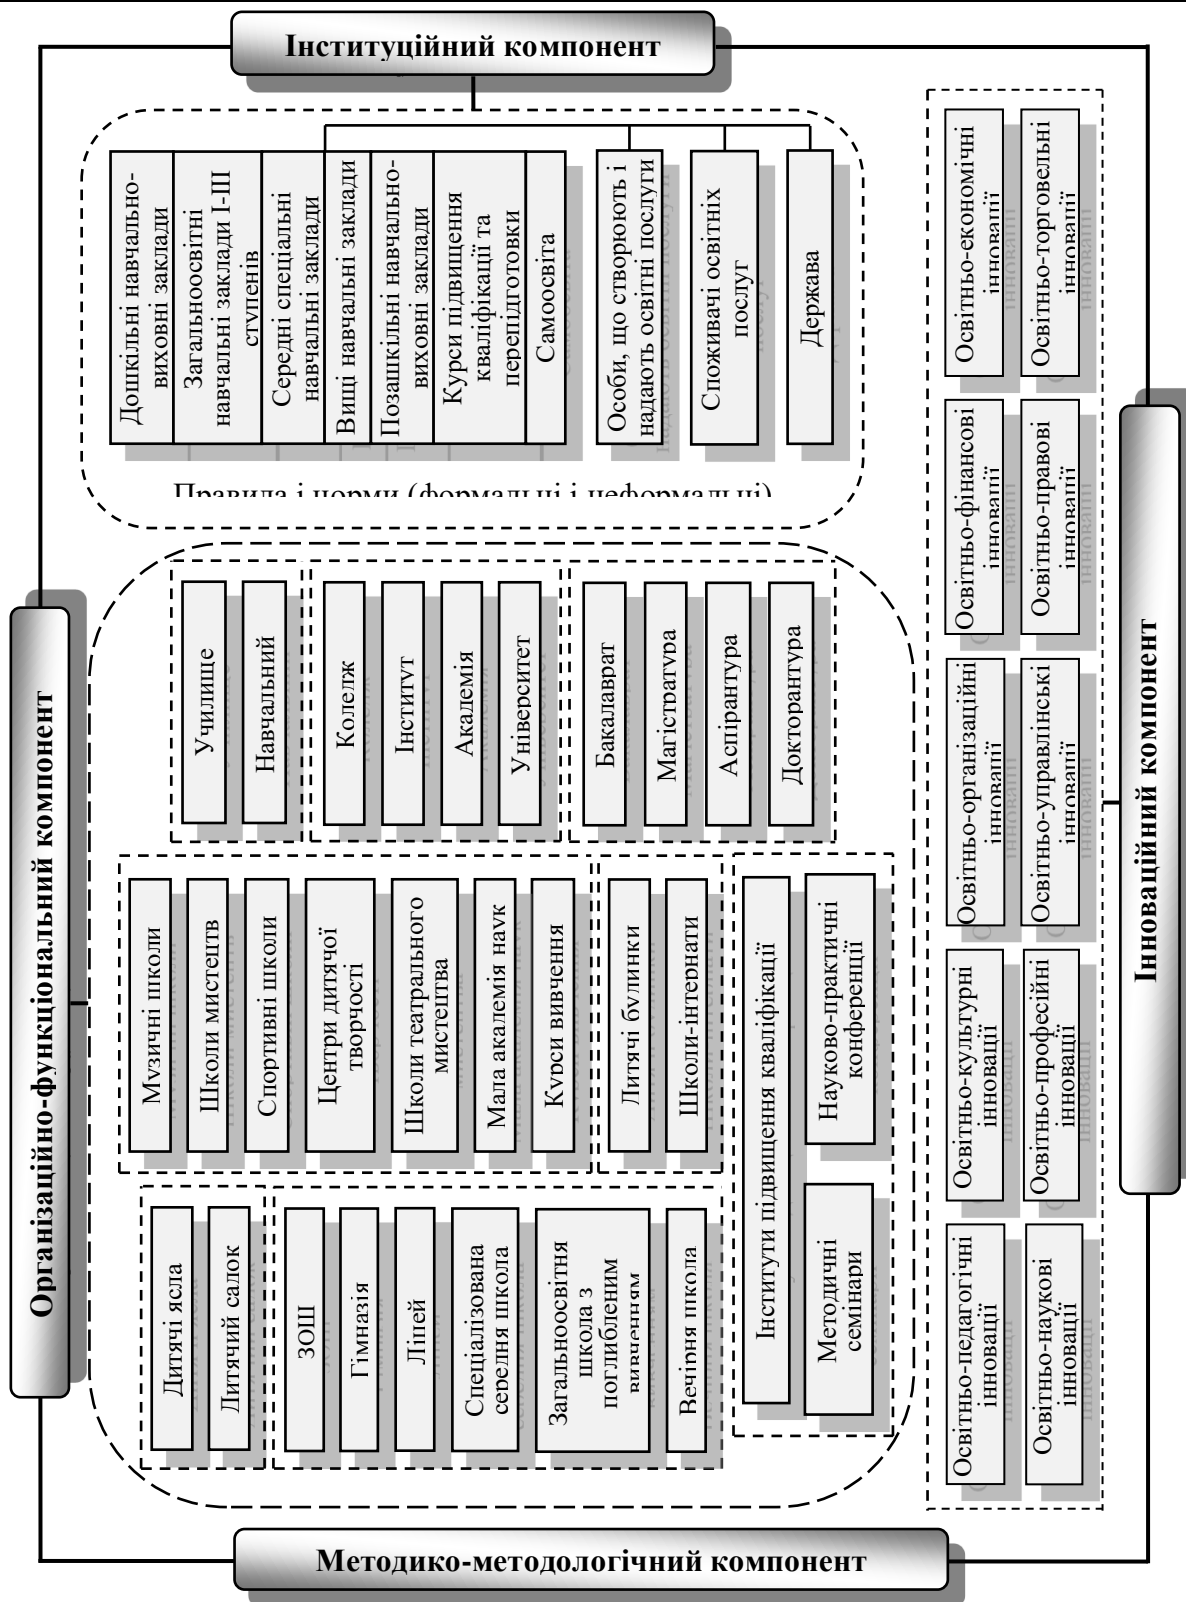 Інституційний компонент
Дошкільні навчально-
виховні заклади
Загальноосвітні
навчальні заклади І-ІІІ
ступенів
Середні спеціальні
навчальні заклади
Вищі навчальні заклади
Позашкільні навчально-
виховні заклади
Курси підвищення
кваліфікації та
перепідготовки
Самоосвіта
Особи, що створюють і
надають освітні послуги
Споживачі освітніх
послуг
Держава
Правила і норми (формальні і неформальні)
Організаційно-функціональний компонент
Училище
Навчальний
Коледж
Інститут
Академія
Університет
Бакалаврат
Магістратура
Аспірантура
Докторантура
Музичні школи
Школи мистецтв
Спортивні школи
Центри дитячої
творчості
Школи театрального
мистецтва
Мала академія наук
Курси вивчення
Дитячі будинки
Школи-інтернати
Дитячі ясла
Дитячий садок
ЗОШ
Гімназія
Ліцей
Спеціалізована
середня школа
Загальноосвітня
школа з
поглибленим
вивченням
Вечірня школа
Інститути підвищення кваліфікації
Науково-практичні
конференції
Методичні
семінари
Освітньо-економічні
інновації
Освітньо-торговельні
інновації
Освітньо-фінансові
інновації
Освітньо-правові
інновації
Освітньо-організаційні
інновації
Освітньо-управлінські
інновації
Освітньо-культурні
інновації
Освітньо-професійні
інновації
Освітньо-педагогічні
інновації
Освітньо-наукові
інновації
Інноваційний компонент
Методико-методологічний компонент